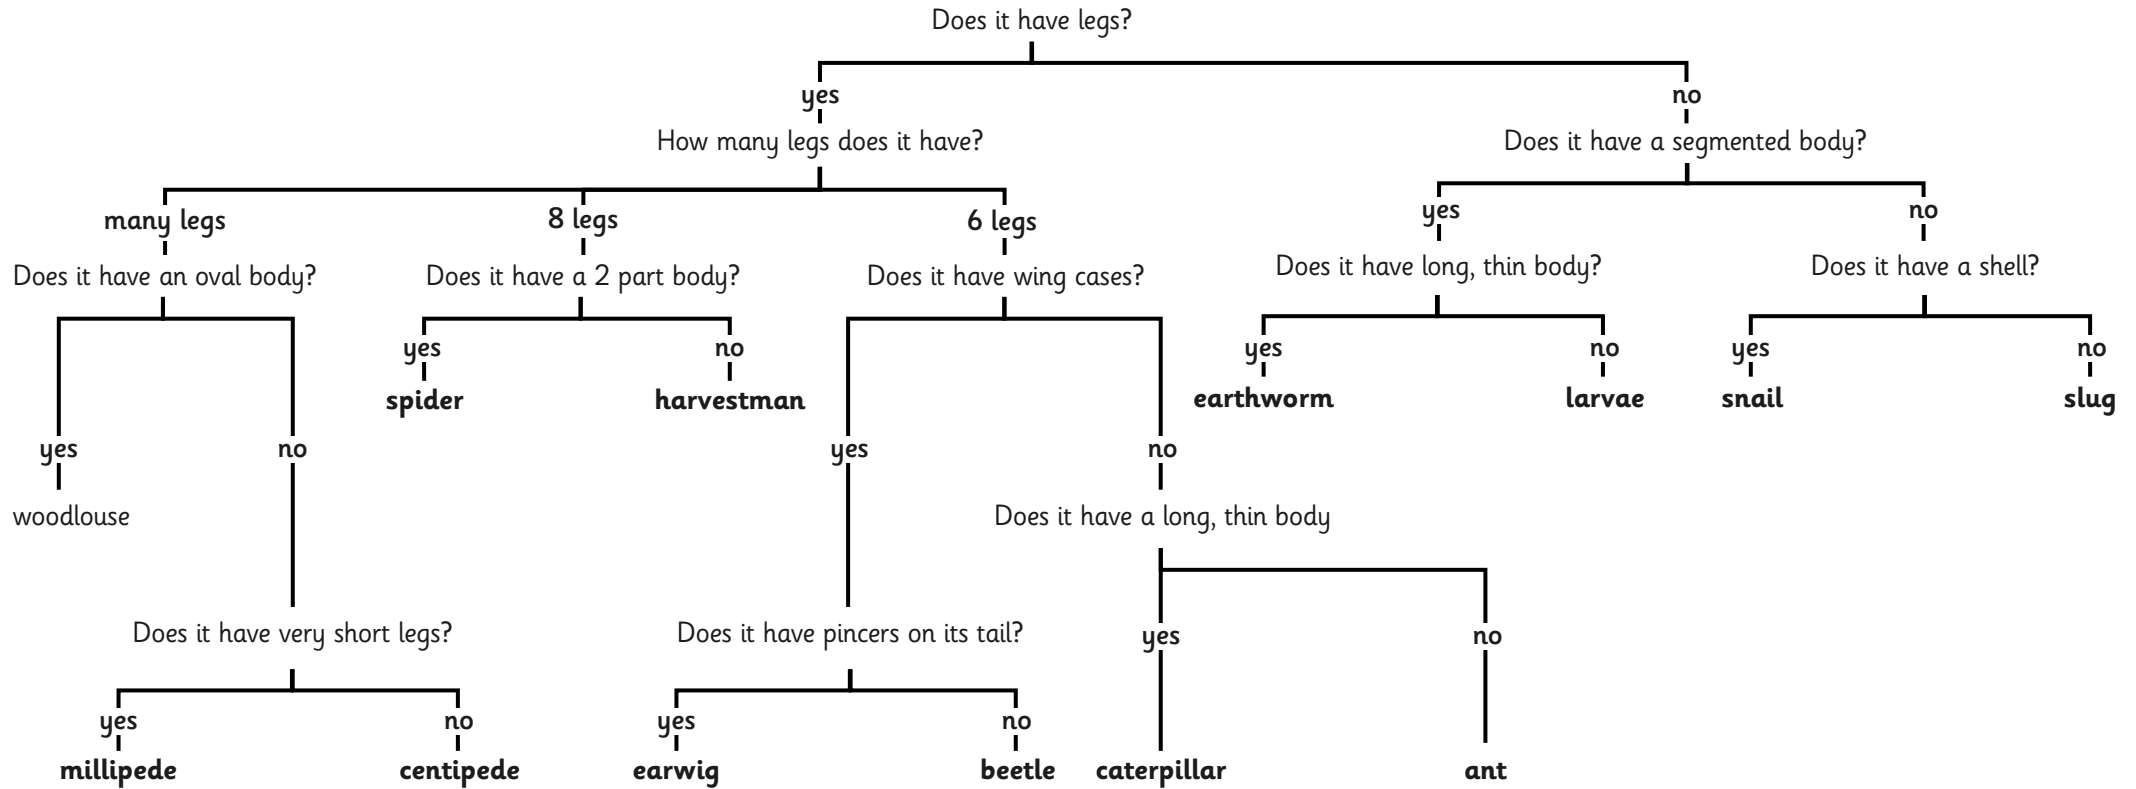 Does it have legs?
yes
no
How many legs does it have?
Does it have a segmented body?
many legs
8 legs
6 legs
yes
no
Does it have an oval body?
Does it have a 2 part body?
Does it have wing cases?
Does it have long, thin body?
Does it have a shell?
yes
no
yes
no
yes
no
spider
harvestman
earthworm
larvae
snail
slug
yes
no
yes
no
woodlouse
Does it have a long, thin body
Does it have very short legs?
Does it have pincers on its tail?
yes
no
yes
no
yes
no
millipede
centipede
earwig
beetle
caterpillar
ant